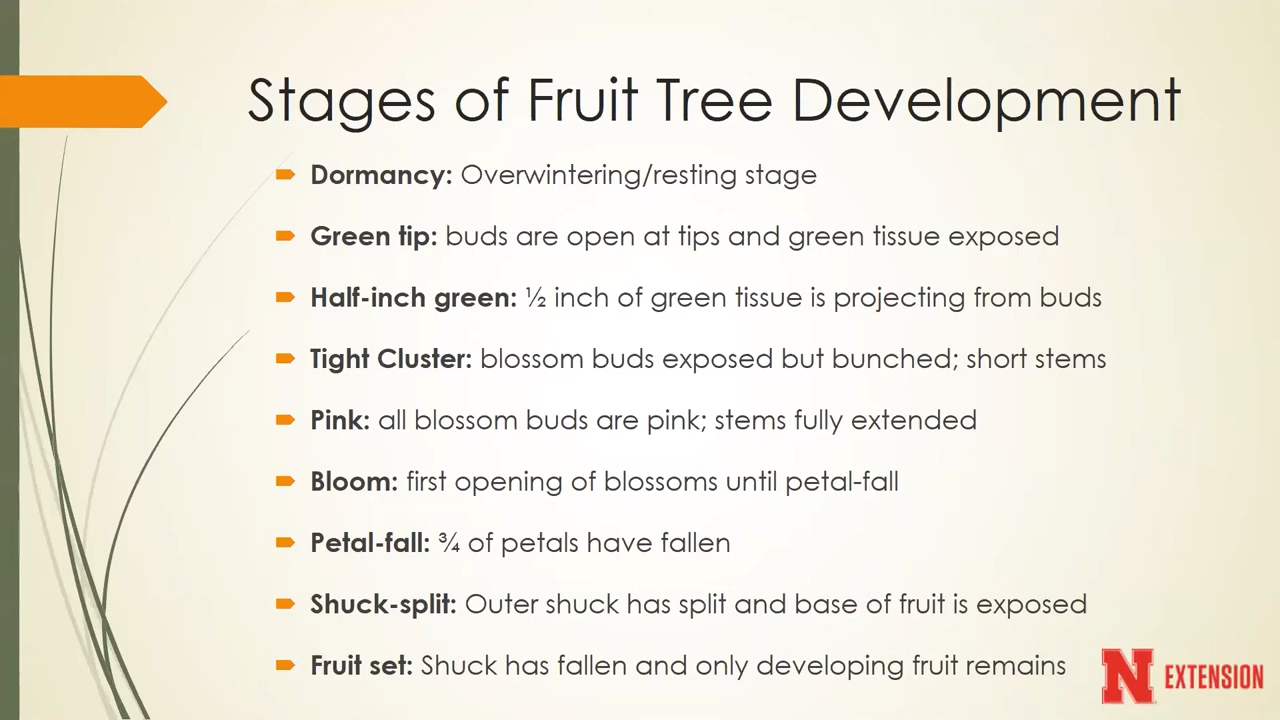 Stages of Fruit Tree Development
Dormancy: Overwintering/resting stage
Green tip: buds are open at tips and green tissue exposed
Half-inch green: ½ inch of green tissue is projecting from buds
Tight Cluster: blossom buds exposed but bunched; short stems
Pink: all blossom buds are pink; stems fully extended
Bloom: first opening of blossoms until petal-fall
Petal-fall: ¾ of petals have fallen
Shuck-split: Outer shuck has split and base of fruit is exposed
Fruit set: Shuck has fallen and only developing fruit remains
N EXTENSION